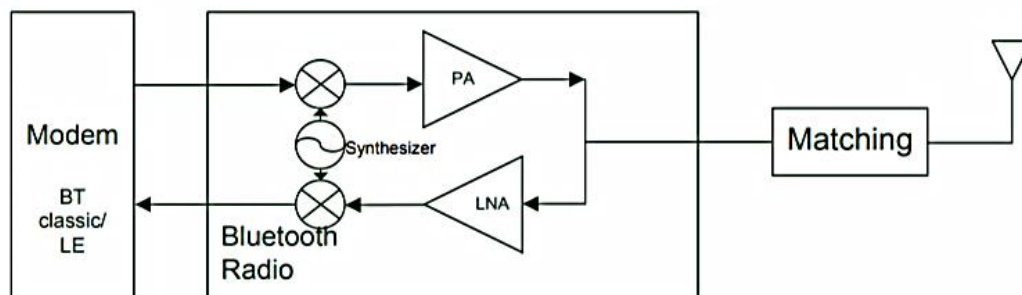 Modem
BT
classic/
LE
PA
Synthesizer
LNA
Bluetooth
Radio
Matching